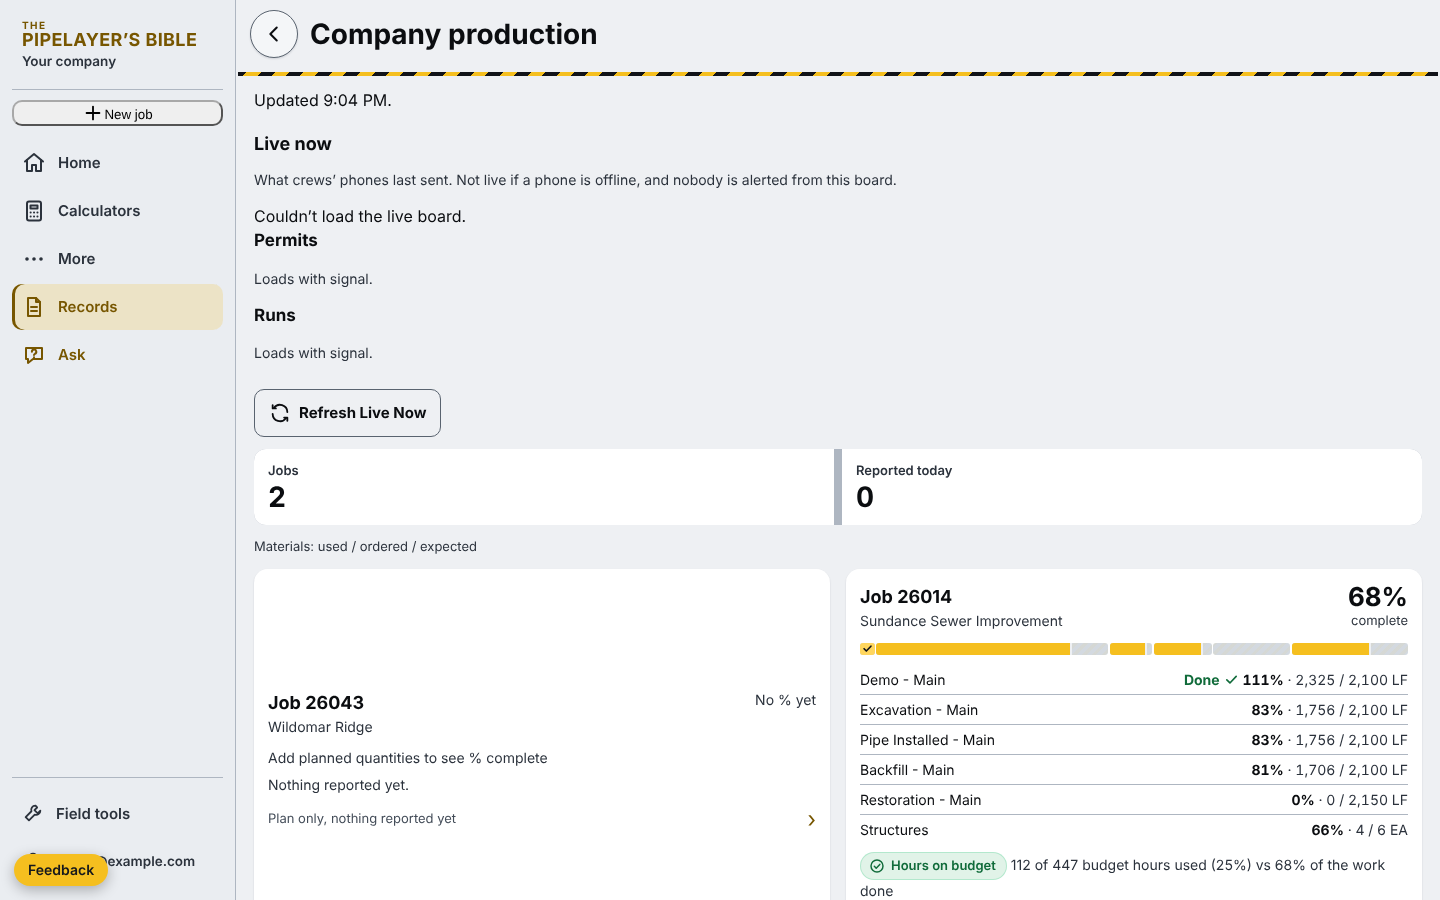 THE
PIPELAYER’S BIBLE
Your company
New job
Home
Calculators
More
Records
Ask
Field tools
@example.com
Feedback
Company production
Updated 9:04 PM.
Live now
What crews’ phones last sent. Not live if a phone is offline, and nobody is alerted from this board.
Couldn’t load the live board.
Permits
Loads with signal.
Runs
Loads with signal.
Refresh Live Now
Jobs
2
Reported today
0
Materials: used / ordered / expected
Job 26043
No % yet
Wildomar Ridge
Add planned quantities to see % complete
Nothing reported yet.
Plan only, nothing reported yet
Job 26014
68%
Sundance Sewer Improvement
complete
Demo - Main Done 111% · 2,325 / 2,100 LF
Excavation - Main 83% · 1,756 / 2,100 LF
Pipe Installed - Main 83% · 1,756 / 2,100 LF
Backfill - Main 81% · 1,706 / 2,100 LF
Restoration - Main 0% · 0 / 2,150 LF
Structures 66% · 4 / 6 EA
Hours on budget 112 of 447 budget hours used (25%) vs 68% of the work
done